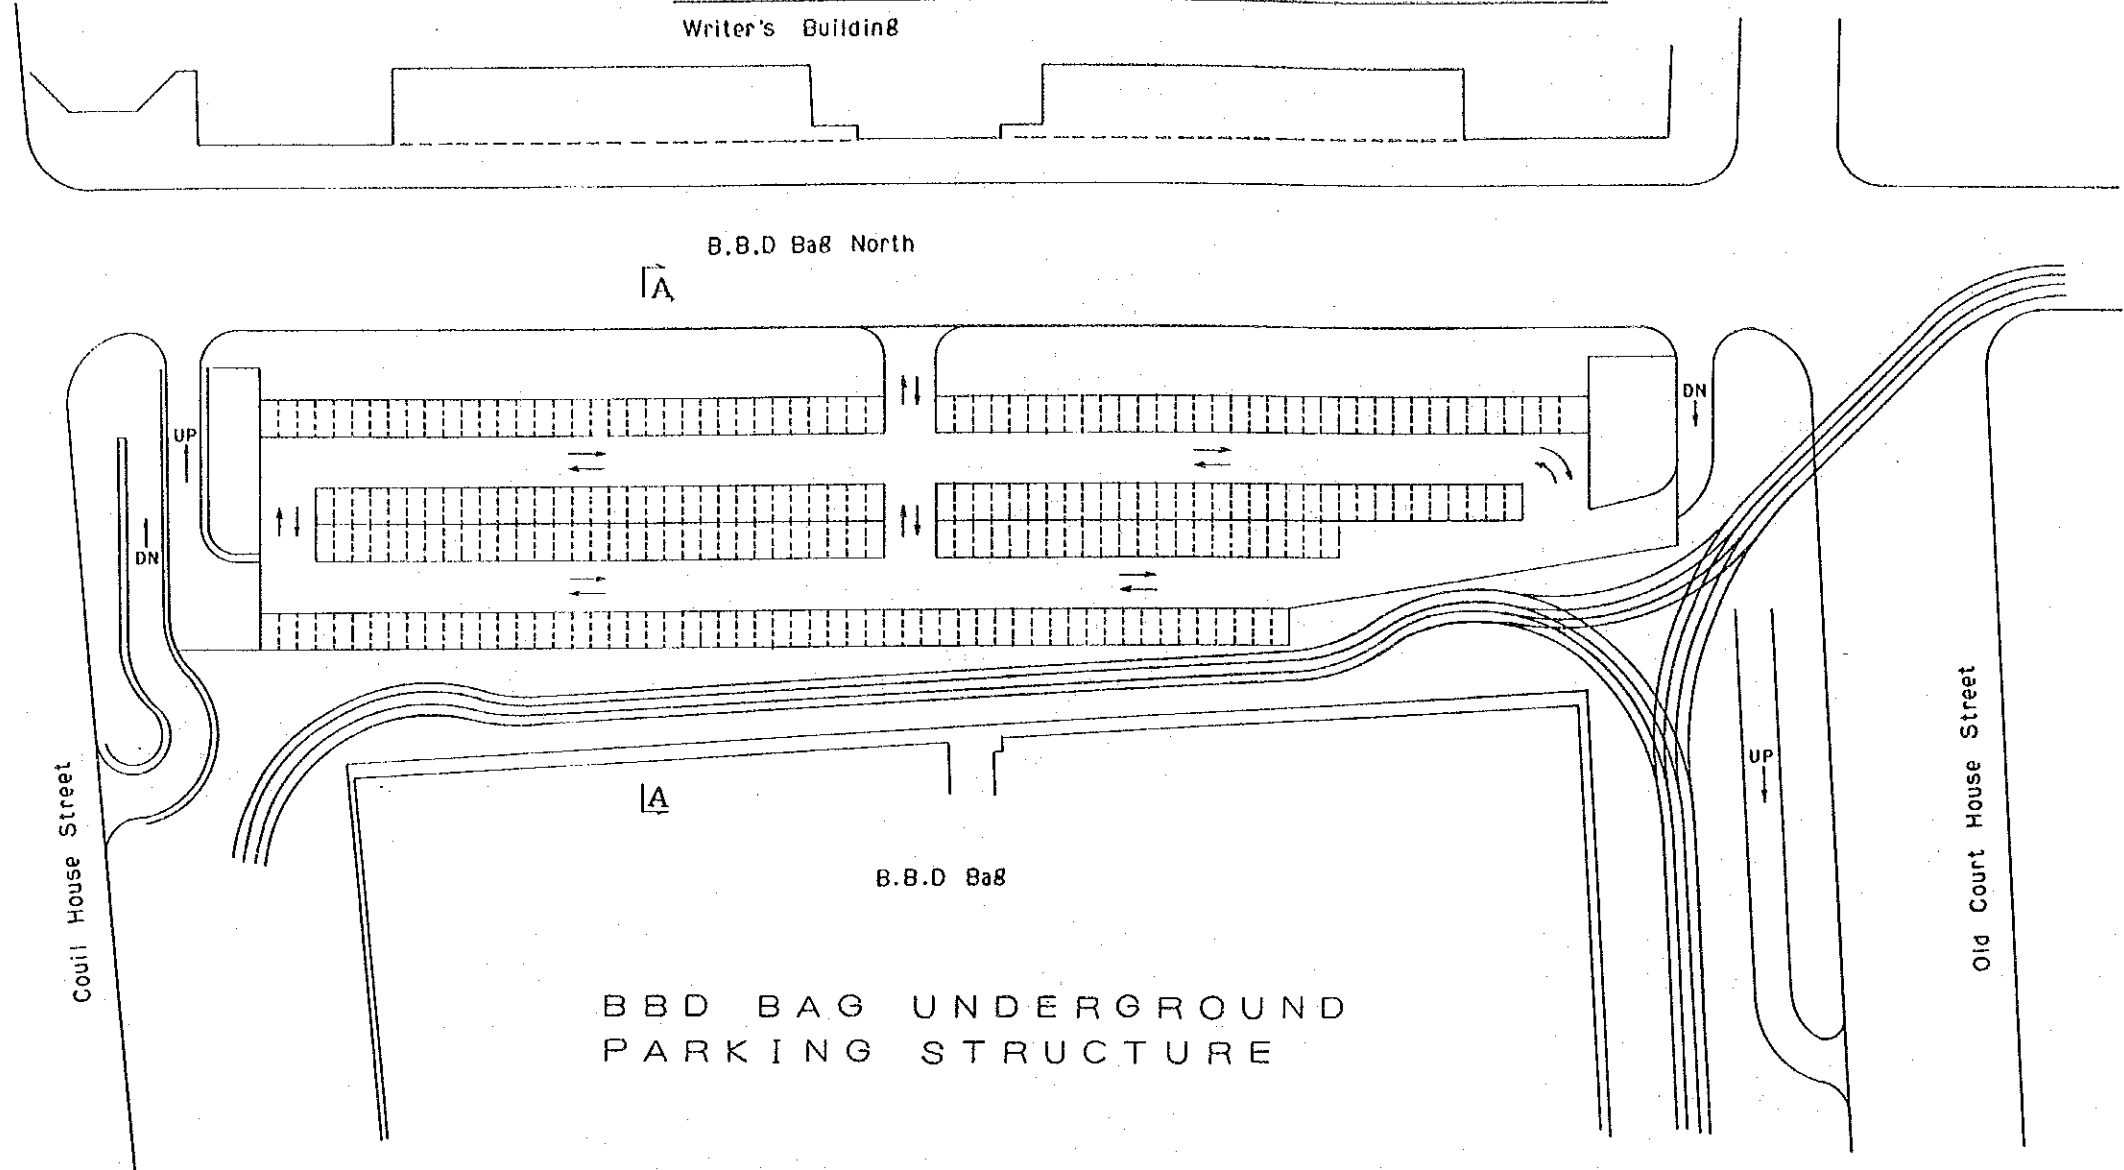 Writer's Building
B.B.D Bag North
A
DN
UP
DN
UP
A
B.B.D Bag
Couil House Street
Old Court House Street
BBD BAG UNDERGROUND
PARKING STRUCTURE